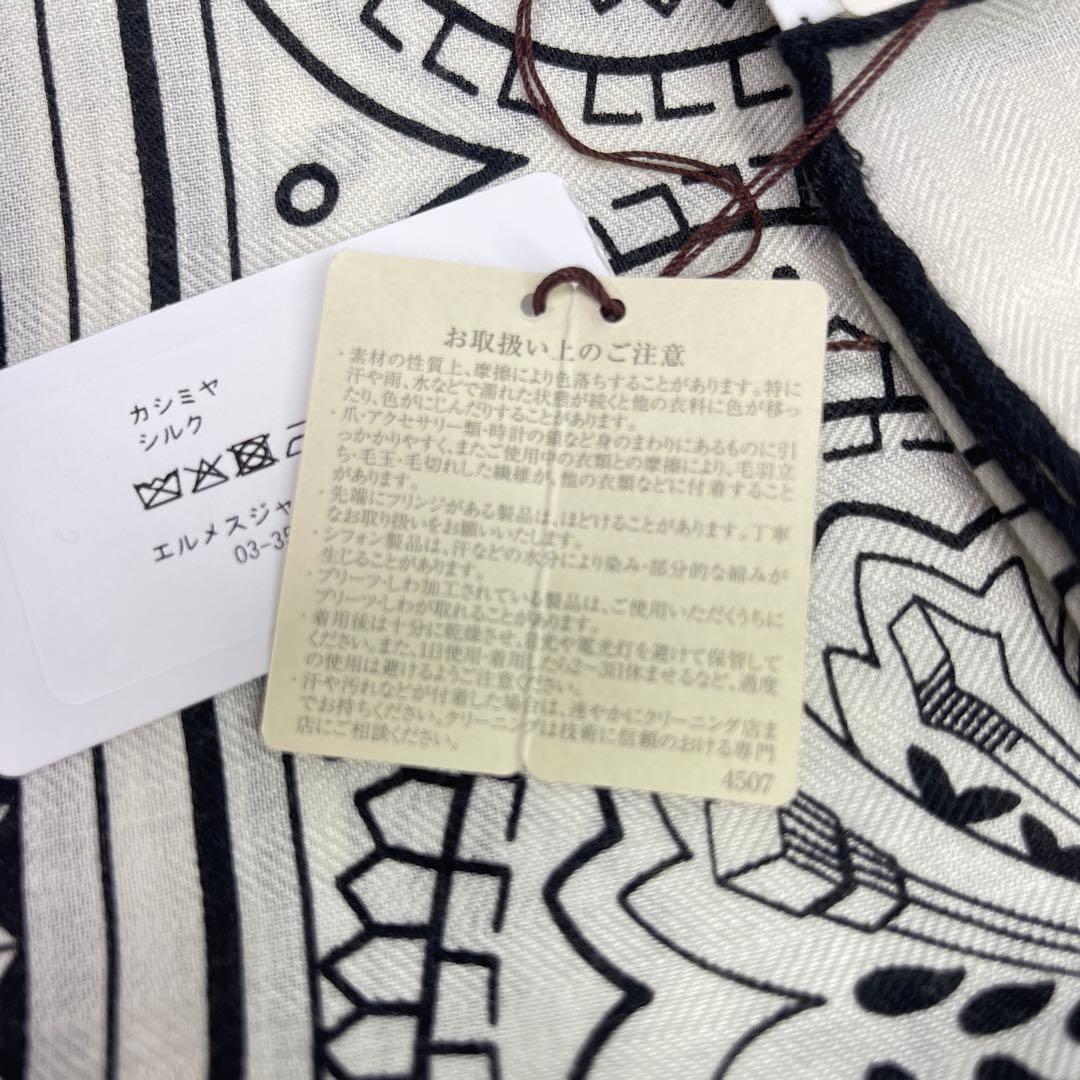 カシミヤ
シルク
エルメスジャ
03-35
お取扱い上のご注意
・素材の性質上、摩擦により色落ちすることがあります。特に
汗や雨、水などで濡れた状態が続くと他の衣料に色が移っ
たり、色がにじんだりすることがあります。
・爪・アクセサリー類・時計の鎖など身のまわりにあるものに引
っかかりやすく、またご使用中の衣類との摩擦により、毛羽立
ち・毛玉・毛切れした繊維が、他の衣類などに付着すること
があります。
・先端にフリンジがある製品は、ほどけることがあります。丁寧
なお取り扱いをお願いいたします。
・シフォン製品は、汗などの水分により染み・部分的な縮みが
生じることがあります。
・プリーツ・しわ加工されている製品は、ご使用いただくうちに
プリーツ・しわが取れることがあります。
・着用後は十分に乾燥させ、日光や電光灯を避けて保管して
ください。また、1日使用・着用したら2〜3日休ませるなど、過度
の使用は避けるようご注意ください。
・汗や汚れなどが付着した場合は、速やかにクリーニング店ま
でお持ちください。クリーニングは技術に信頼のおける専門
店にご相談ください。
4507